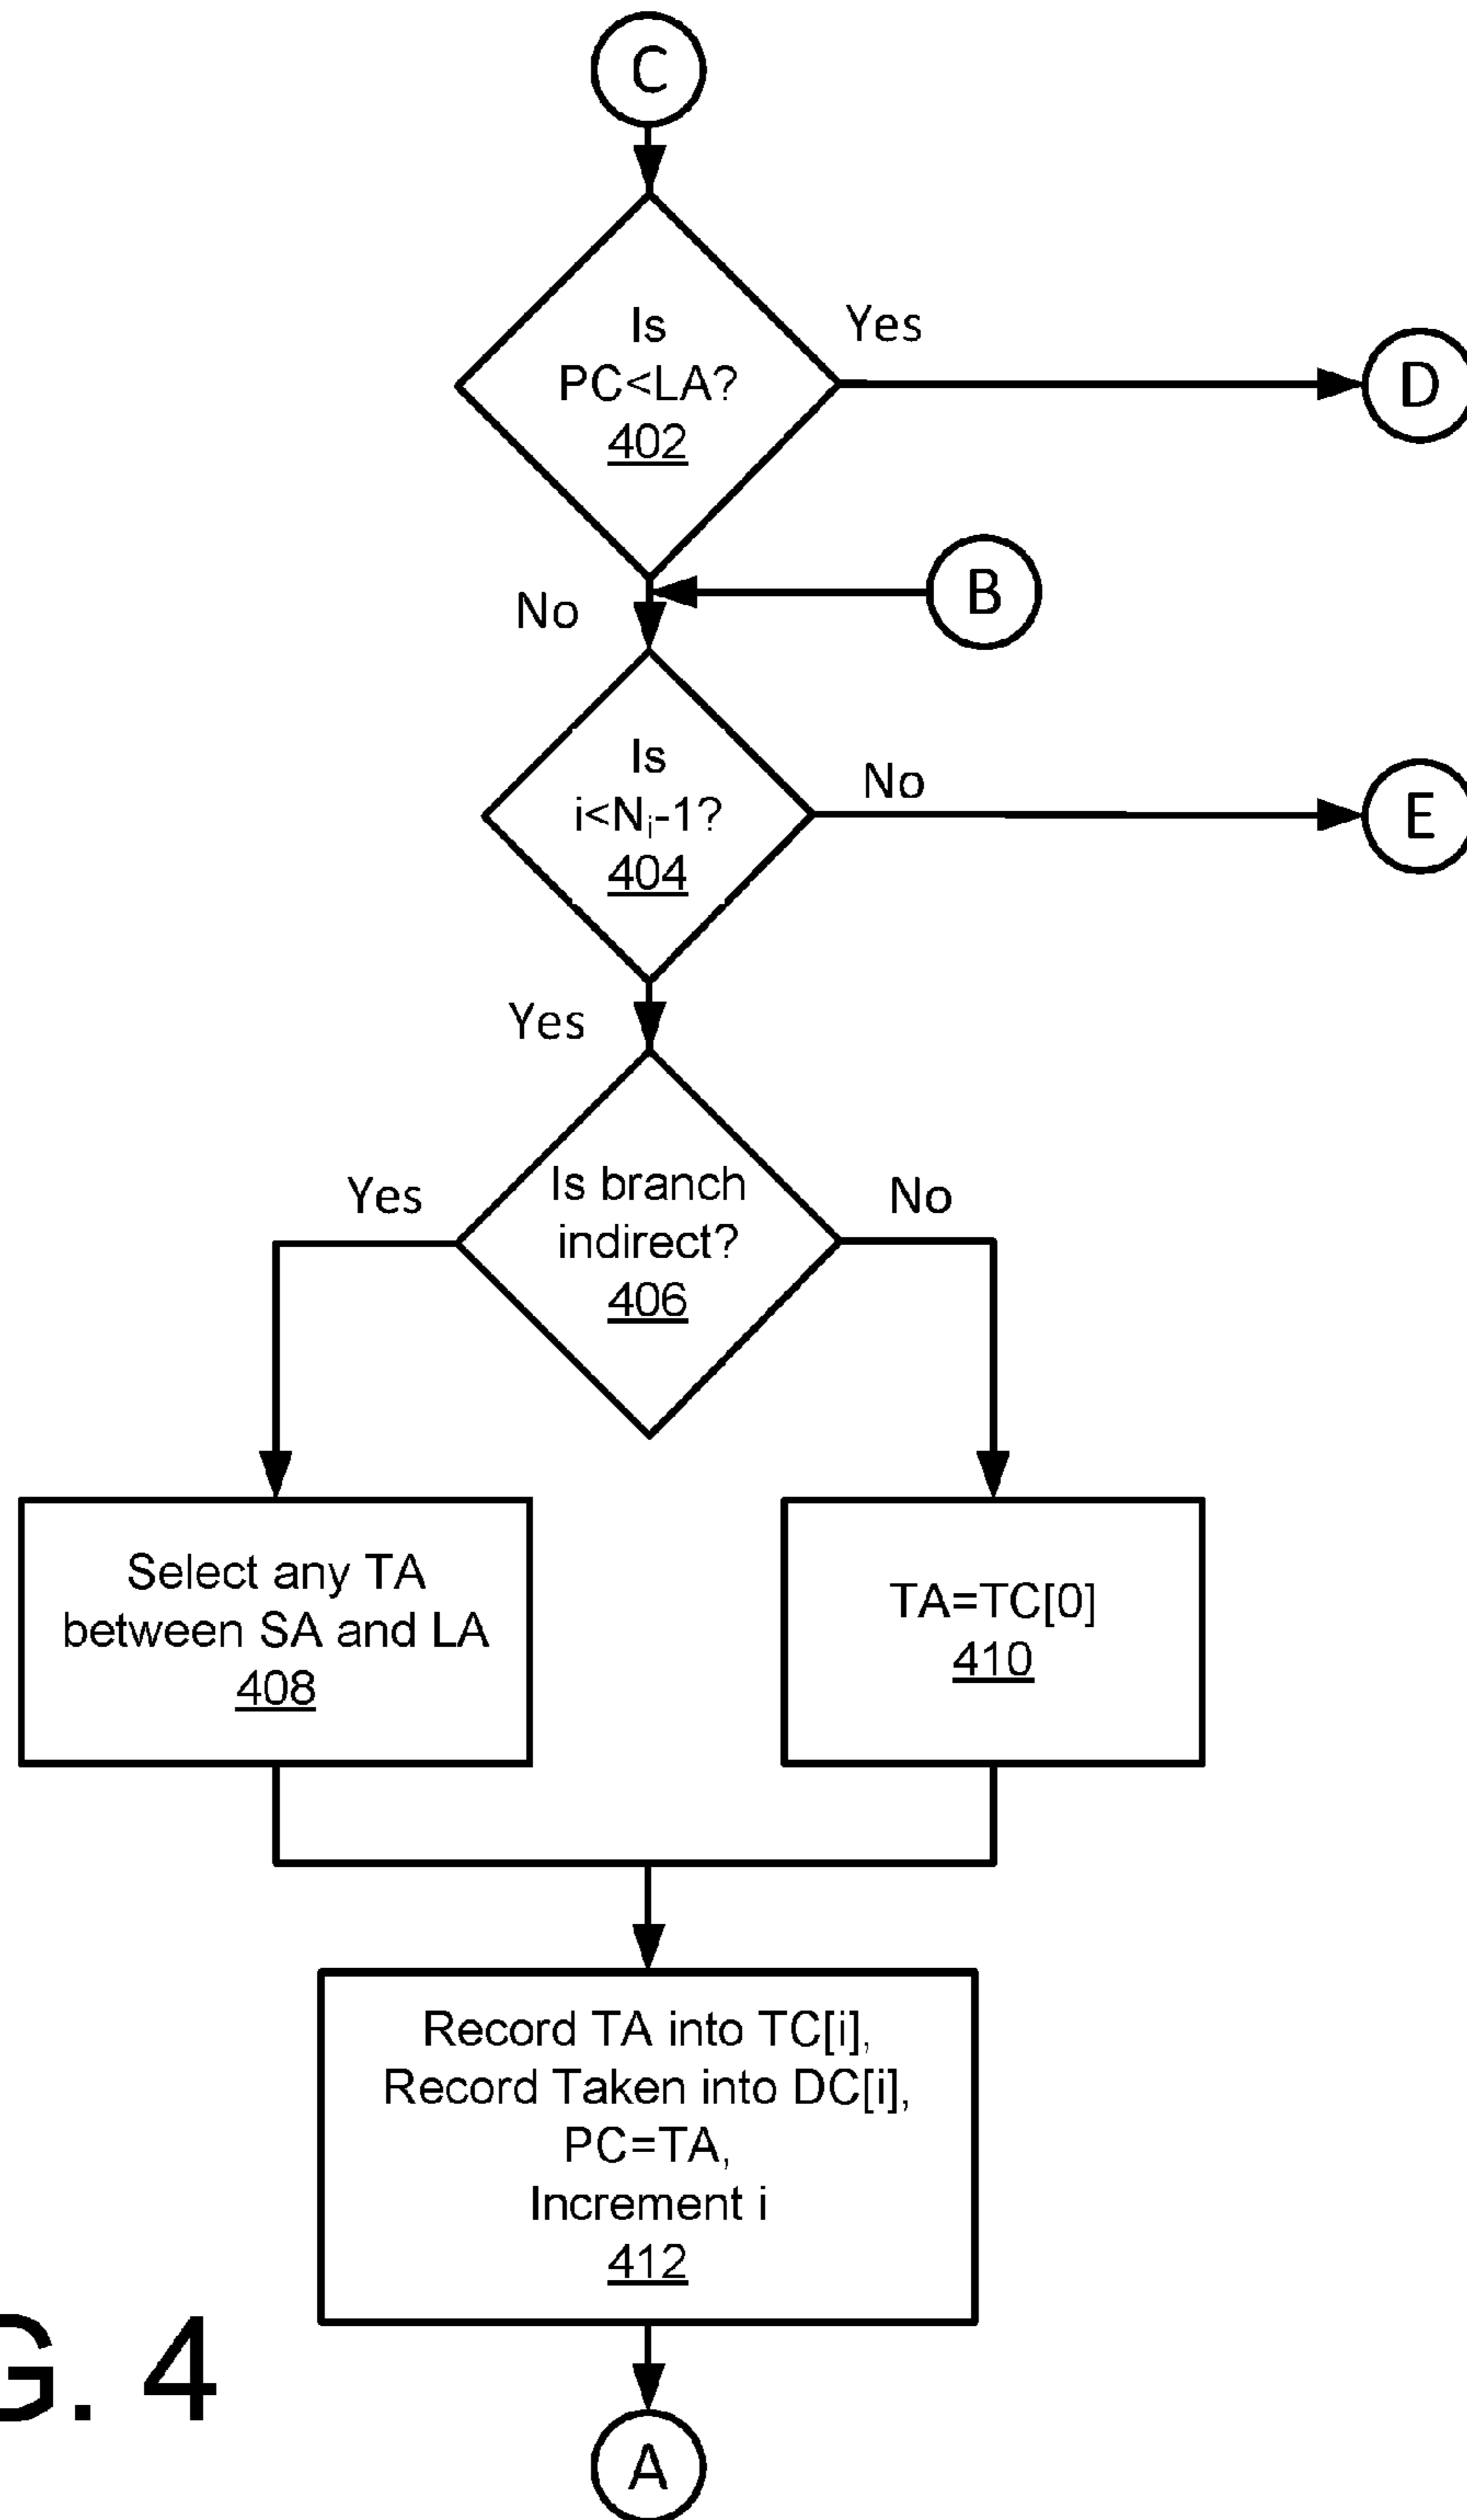 C
Is
PC<LA?
402
Yes
D
No
B
Is
i<Nᵢ-1?
404
No
E
Yes
Is branch
indirect?
406
Yes
No
Select any TA
between SA and LA
408
TA=TC[0]
410
Record TA into TC[i],
Record Taken into DC[i],
PC=TA,
Increment i
412
G. 4
A